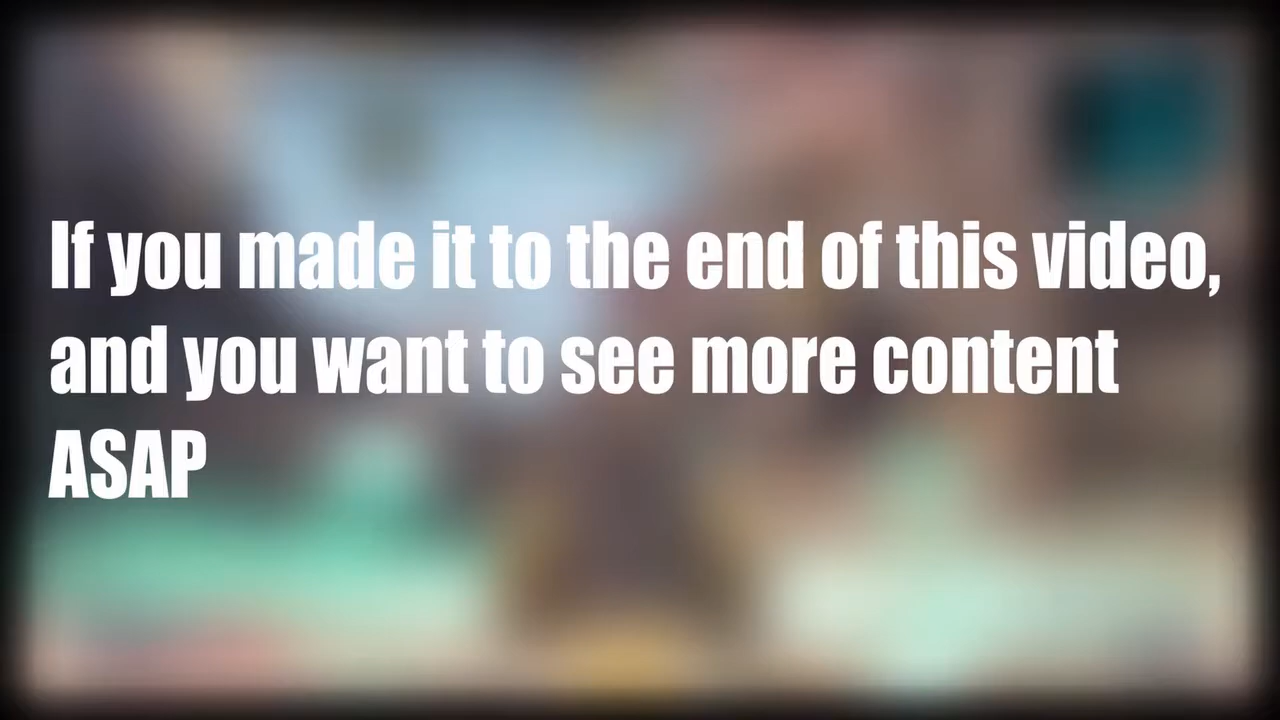 If you made it to the end of this video,
and you want to see more content
ASAP